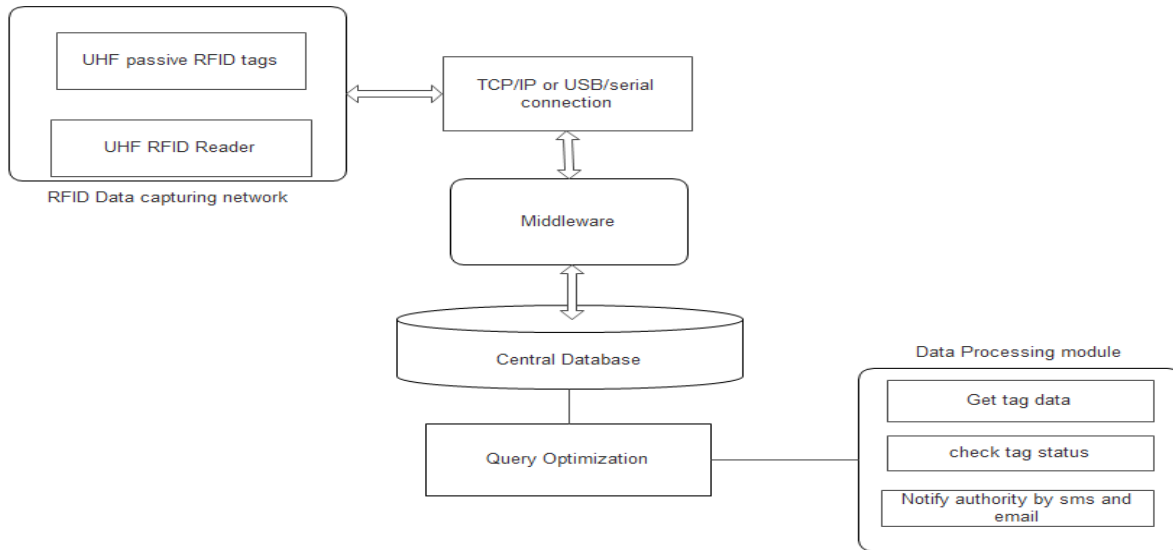 UHF passive RFID tags
UHF RFID Reader
RFID Data capturing network
TCP/IP or USB/serial
connection
Middleware
Central Database
Query Optimization
Data Processing module
Get tag data
check tag status
Notify authority by sms and
email